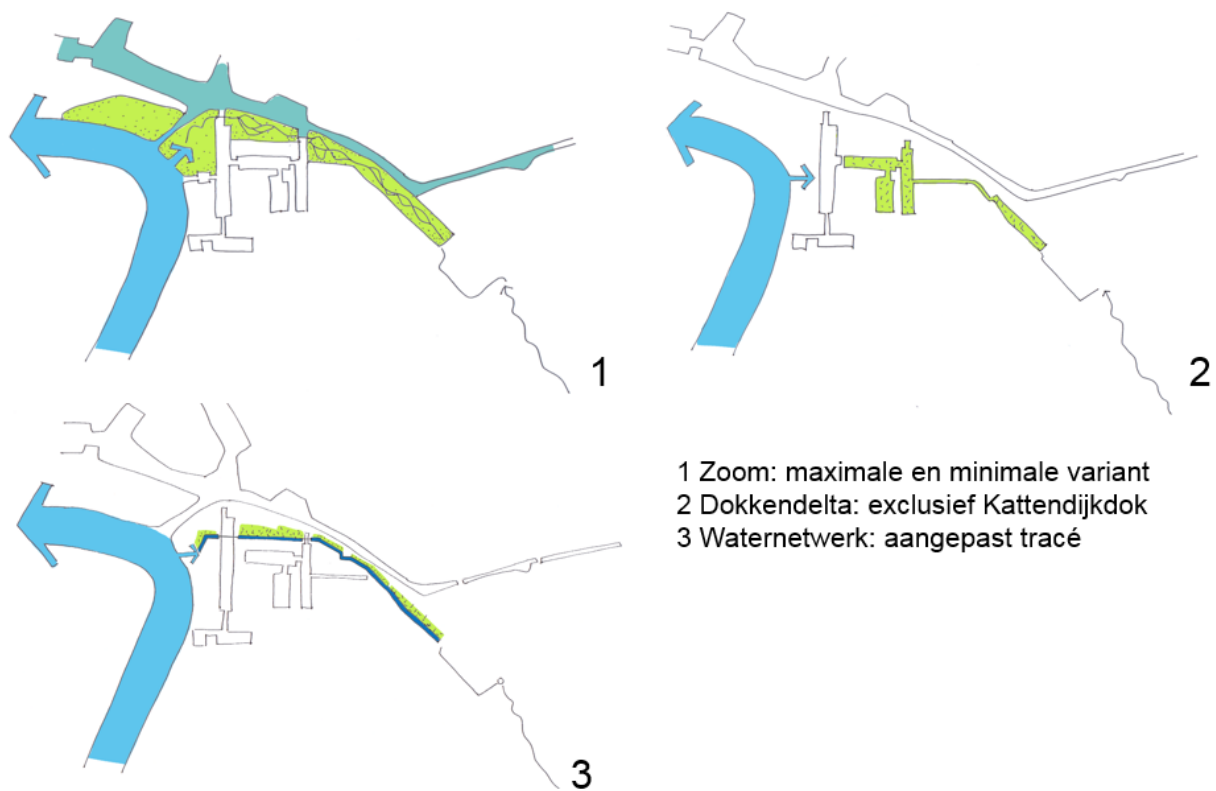 1
2
1 Zoom: maximale en minimale variant
2 Dokkendelta: exclusief Kattendijkdok
3 Waternetwerk: aangepast tracé
3